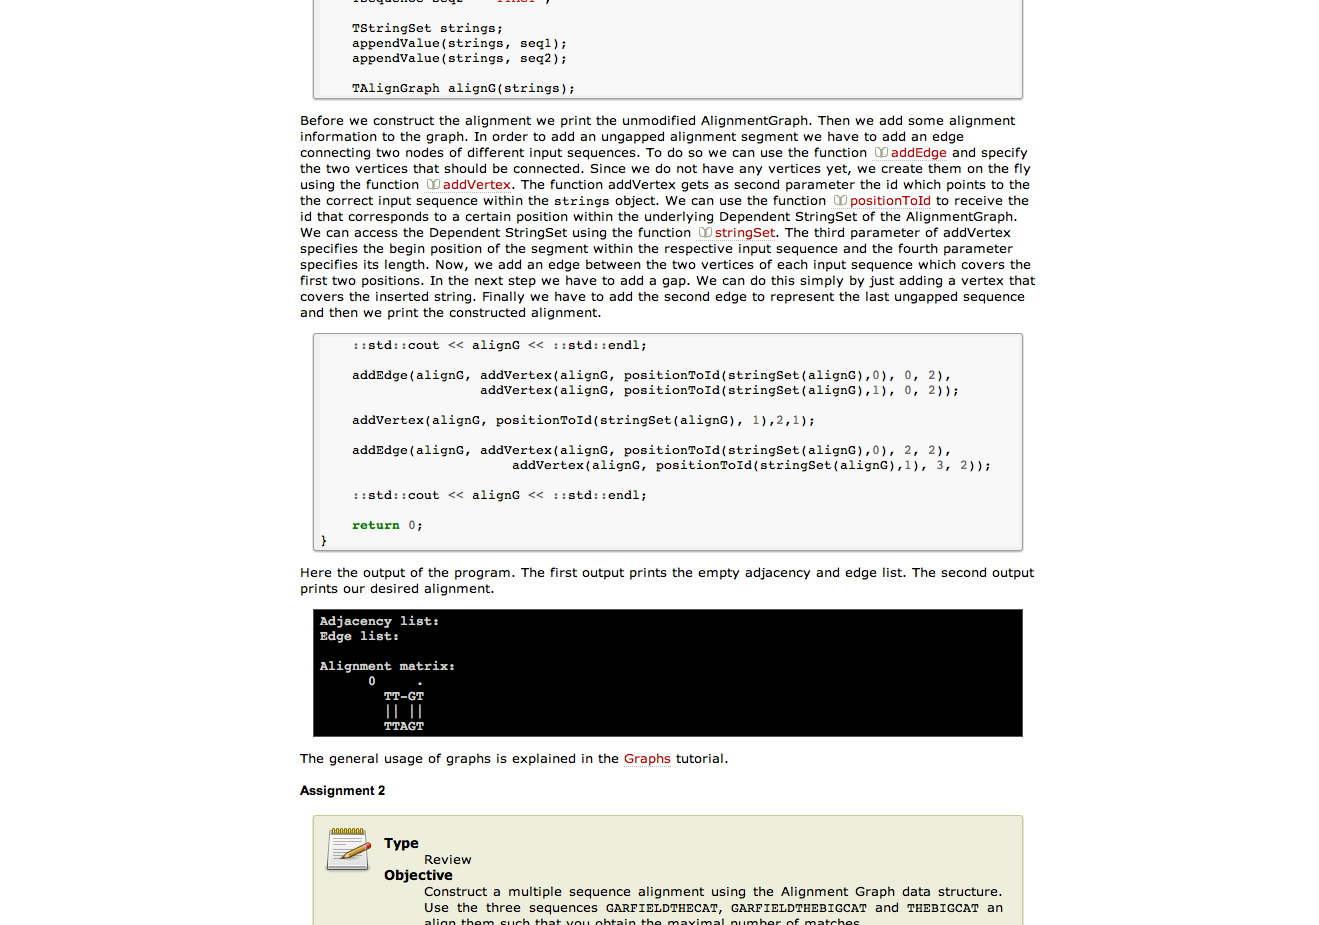 TStringSet strings;
appendValue(strings, seq1);
appendValue(strings, seq2);
TAlignGraph alignG(strings);
Before we construct the alignment we print the unmodified AlignmentGraph. Then we add some alignment
information to the graph. In order to add an ungapped alignment segment we have to add an edge
connecting two nodes of different input sequences. To do so we can use the function addEdge and specify
the two vertices that should be connected. Since we do not have any vertices yet, we create them on the fly
using the function addVertex. The function addVertex gets as second parameter the id which points to the
the correct input sequence within the strings object. We can use the function positionToId to receive the
id that corresponds to a certain position within the underlying Dependent StringSet of the AlignmentGraph.
We can access the Dependent StringSet using the function stringSet. The third parameter of addVertex
specifies the begin position of the segment within the respective input sequence and the fourth parameter
specifies its length. Now, we add an edge between the two vertices of each input sequence which covers the
first two positions. In the next step we have to add a gap. We can do this simply by just adding a vertex that
covers the inserted string. Finally we have to add the second edge to represent the last ungapped sequence
and then we print the constructed alignment.
::std::cout << alignG << ::std::endl;
addEdge(alignG, addVertex(alignG, positionToId(stringSet(alignG),0), 0, 2),
addVertex(alignG, positionToId(stringSet(alignG),1), 0, 2));
addVertex(alignG, positionToId(stringSet(alignG), 1),2,1);
addEdge(alignG, addVertex(alignG, positionToId(stringSet(alignG),0), 2, 2),
addVertex(alignG, positionToId(stringSet(alignG),1), 3, 2));
::std::cout << alignG << ::std::endl;
return 0;
}
Here the output of the program. The first output prints the empty adjacency and edge list. The second output
prints our desired alignment.
Adjacency list:
Edge list:
Alignment matrix:
0 .
TT-GT
|| ||
TTAGT
The general usage of graphs is explained in the Graphs tutorial.
Assignment 2
Type
Review
Objective
Construct a multiple sequence alignment using the Alignment Graph data structure.
Use the three sequences GARFIELDTHECAT, GARFIELDTHEBIGCAT and THEBIGCAT an
align them such that you obtain the maximal number of matches.